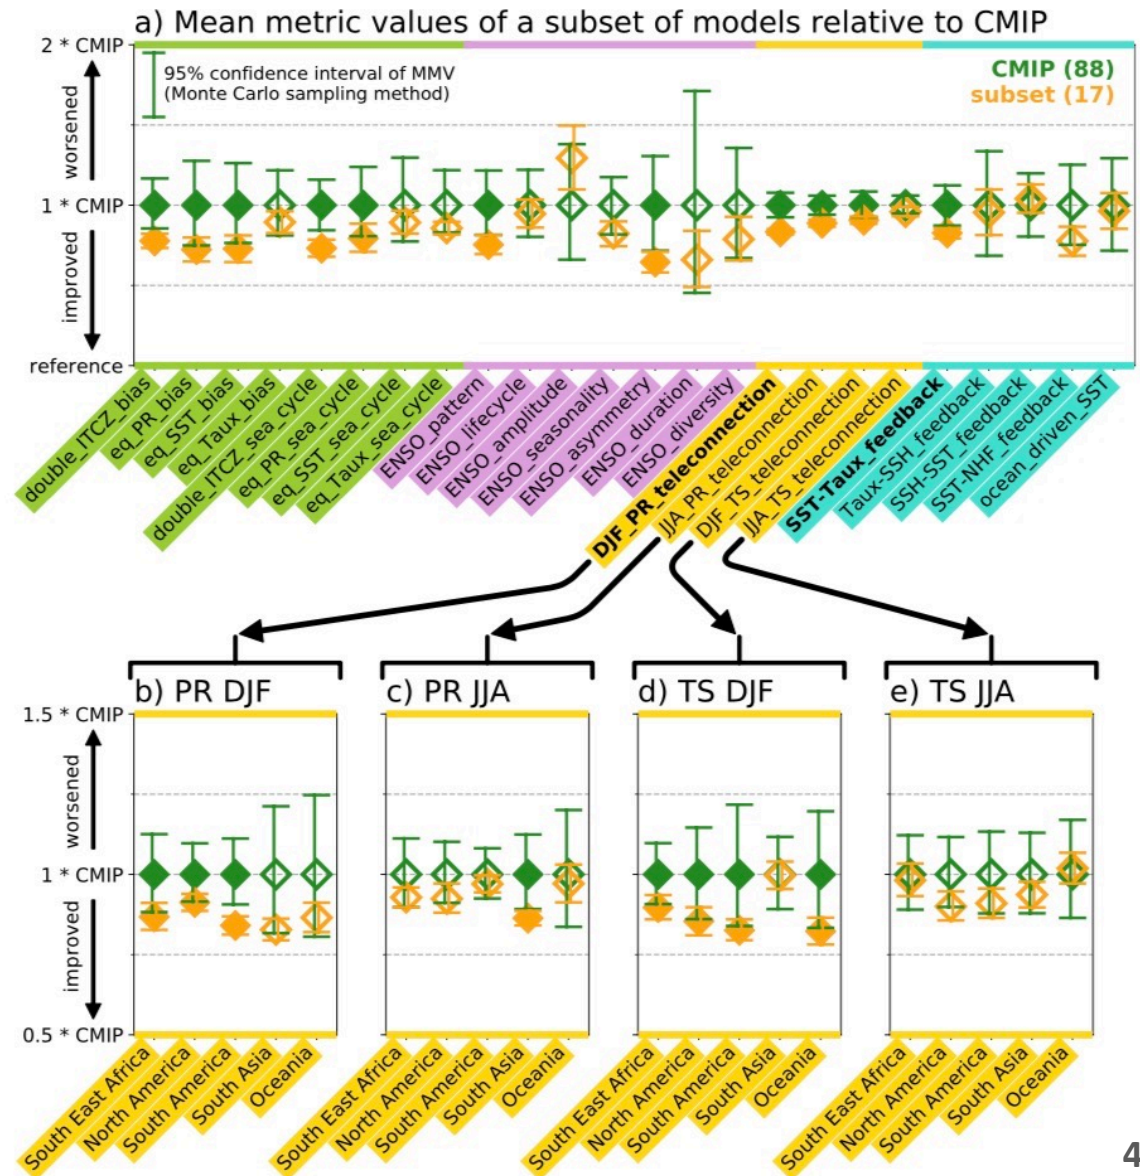 a) Mean metric values of a subset of models relative to CMIP
2 * CMIP
95% confidence interval of MMV
(Monte Carlo sampling method)
CMIP (88)
subset (17)
worsened
1 * CMIP
improved
reference
double_ITCZ_bias
eq_PR_bias
eq_SST_bias
eq_Taux_bias
double_ITCZ_sea_cycle
eq_PR_sea_cycle
eq_SST_sea_cycle
eq_Taux_sea_cycle
ENSO_pattern
ENSO_lifecycle
ENSO_amplitude
ENSO_seasonality
ENSO_asymmetry
ENSO_duration
ENSO_diversity
DJF_PR_teleconnection
JJA_PR_teleconnection
DJF_TS_teleconnection
JJA_TS_teleconnection
SST-Taux_feedback
Taux-SSH_feedback
SSH-SST_feedback
SST-NHF_feedback
ocean_driven_SST
b) PR DJF
c) PR JJA
d) TS DJF
e) TS JJA
1.5 * CMIP
worsened
1 * CMIP
improved
0.5 * CMIP
South East Africa
North America
South America
South Asia
Oceania
South East Africa
North America
South America
South Asia
Oceania
South East Africa
North America
South America
South Asia
Oceania
South East Africa
North America
South America
South Asia
Oceania
4